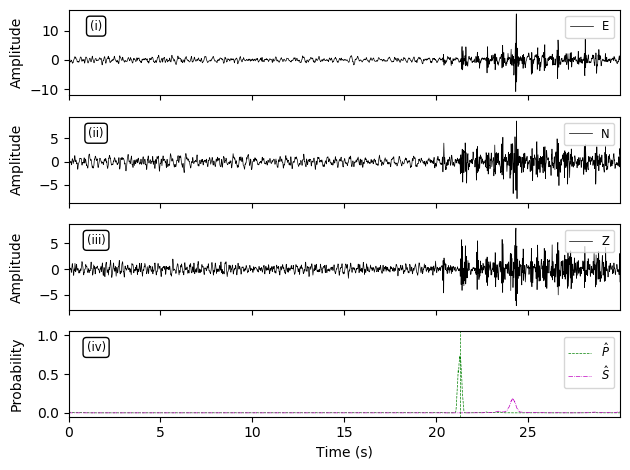 (i)
E
10
0
−10
Amplitude
(ii)
N
5
0
−5
Amplitude
(iii)
Z
5
0
−5
Amplitude
(iv)
P̂
Ŝ
1.0
0.5
0.0
Probability
0 5 10 15 20 25
Time (s)